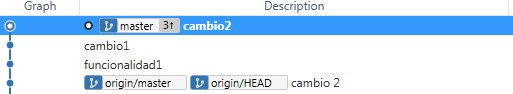 Graph Description
master 3↑ cambio2
cambio1
funcionalidad1
origin/master origin/HEAD cambio 2